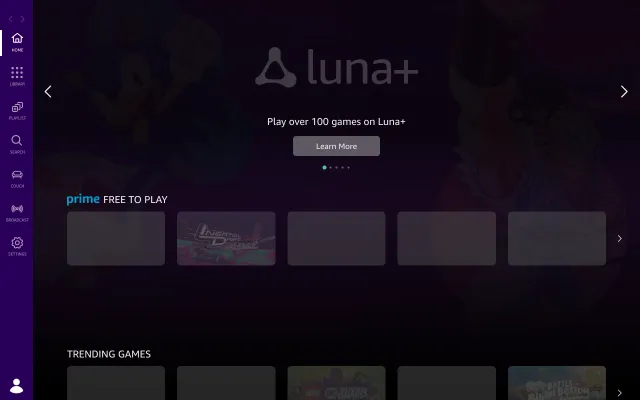 HOME
LIBRARY
PLAYLIST
SEARCH
COUCH
BROADCAST
SETTINGS
luna+
Play over 100 games on Luna+
Learn More
prime FREE TO PLAY
TRENDING GAMES